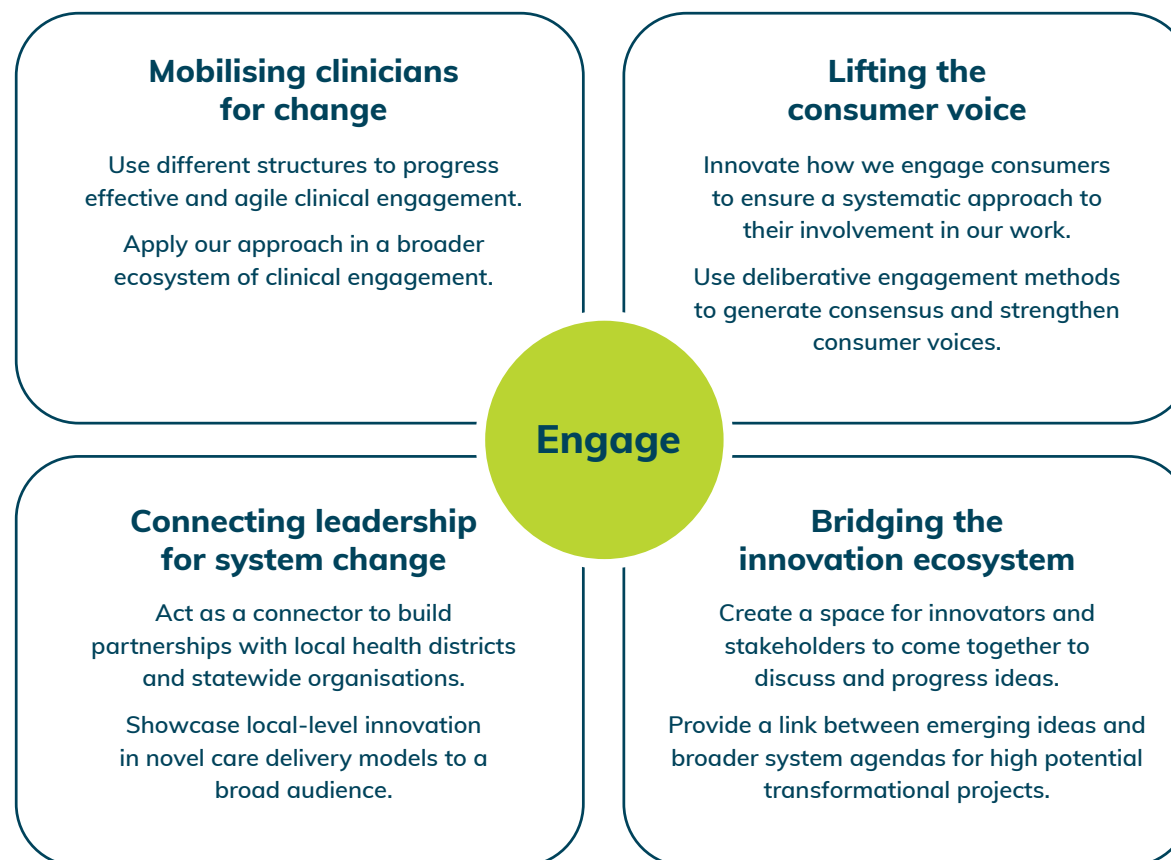 Mobilising clinicians
for change
Use different structures to progress
effective and agile clinical engagement.
Apply our approach in a broader
ecosystem of clinical engagement.
Lifting the
consumer voice
Innovate how we engage consumers
to ensure a systematic approach to
their involvement in our work.
Use deliberative engagement methods
to generate consensus and strengthen
consumer voices.
Engage
Connecting leadership
for system change
Act as a connector to build
partnerships with local health districts
and statewide organisations.
Showcase local-level innovation
in novel care delivery models to a
broad audience.
Bridging the
innovation ecosystem
Create a space for innovators and
stakeholders to come together to
discuss and progress ideas.
Provide a link between emerging ideas and
broader system agendas for high potential
transformational projects.